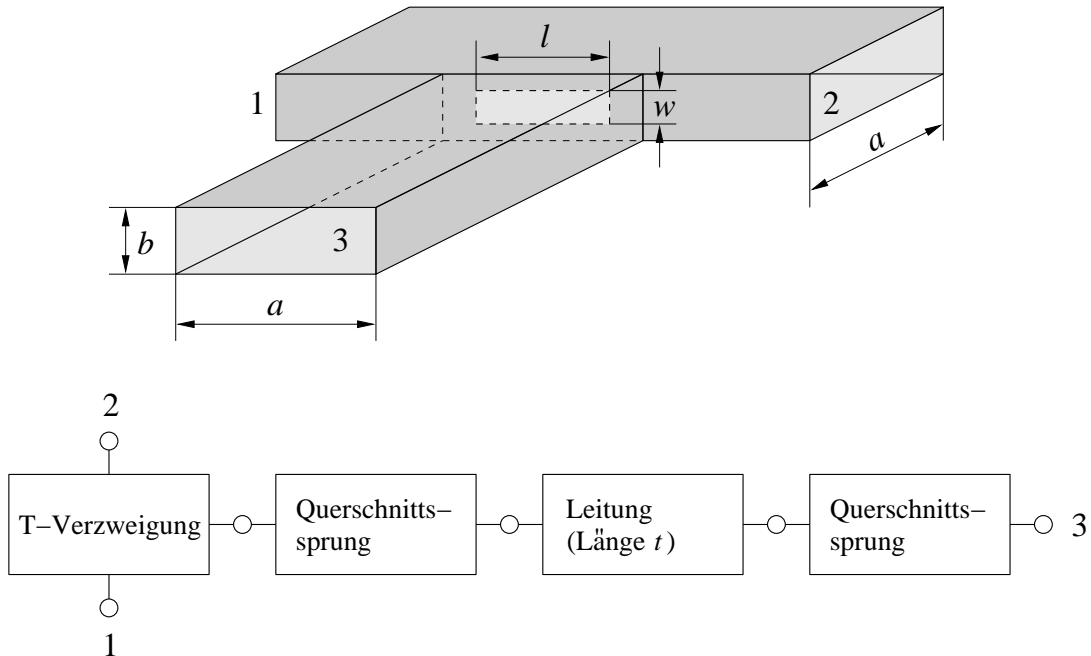 l
1
w
2
a
b
3
a
2
T–Verzweigung
Querschnitts–
sprung
Leitung
(Länge t)
Querschnitts–
sprung
3
1